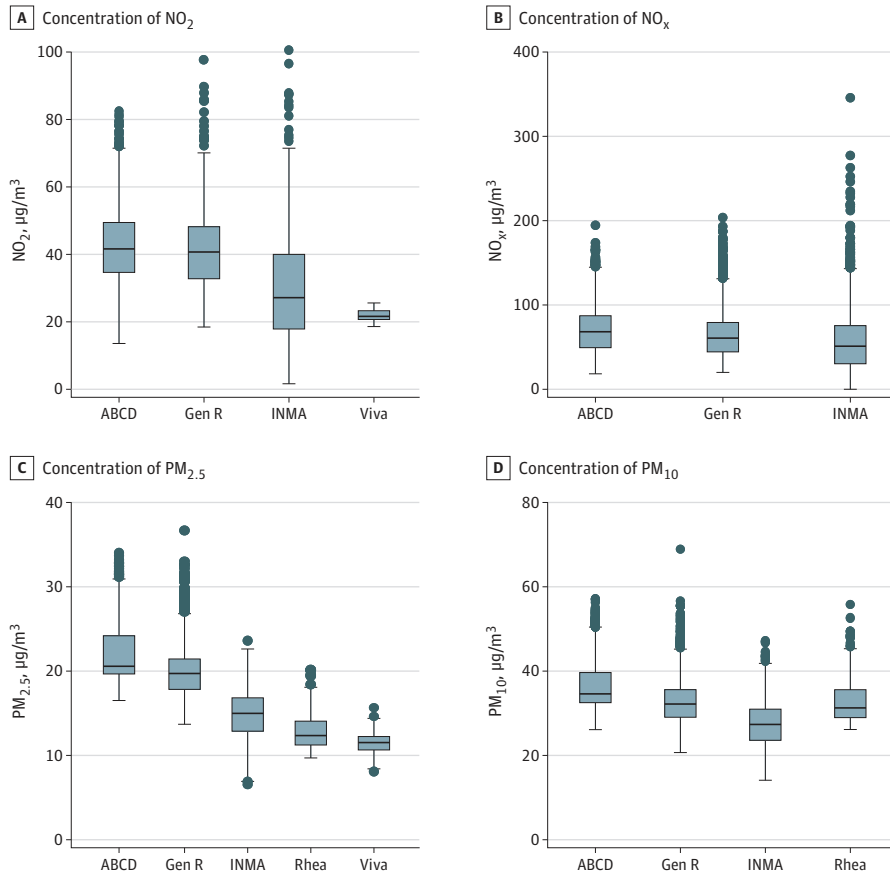 A Concentration of NO2
100
80
60
40
20
0
NO2, µg/m3
ABCD Gen R INMA Viva
B Concentration of NOx
400
300
200
100
0
NOx, µg/m3
ABCD Gen R INMA
C Concentration of PM2.5
40
30
20
10
0
PM2.5, µg/m3
ABCD Gen R INMA Rhea Viva
D Concentration of PM10
80
60
40
20
0
PM10, µg/m3
ABCD Gen R INMA Rhea